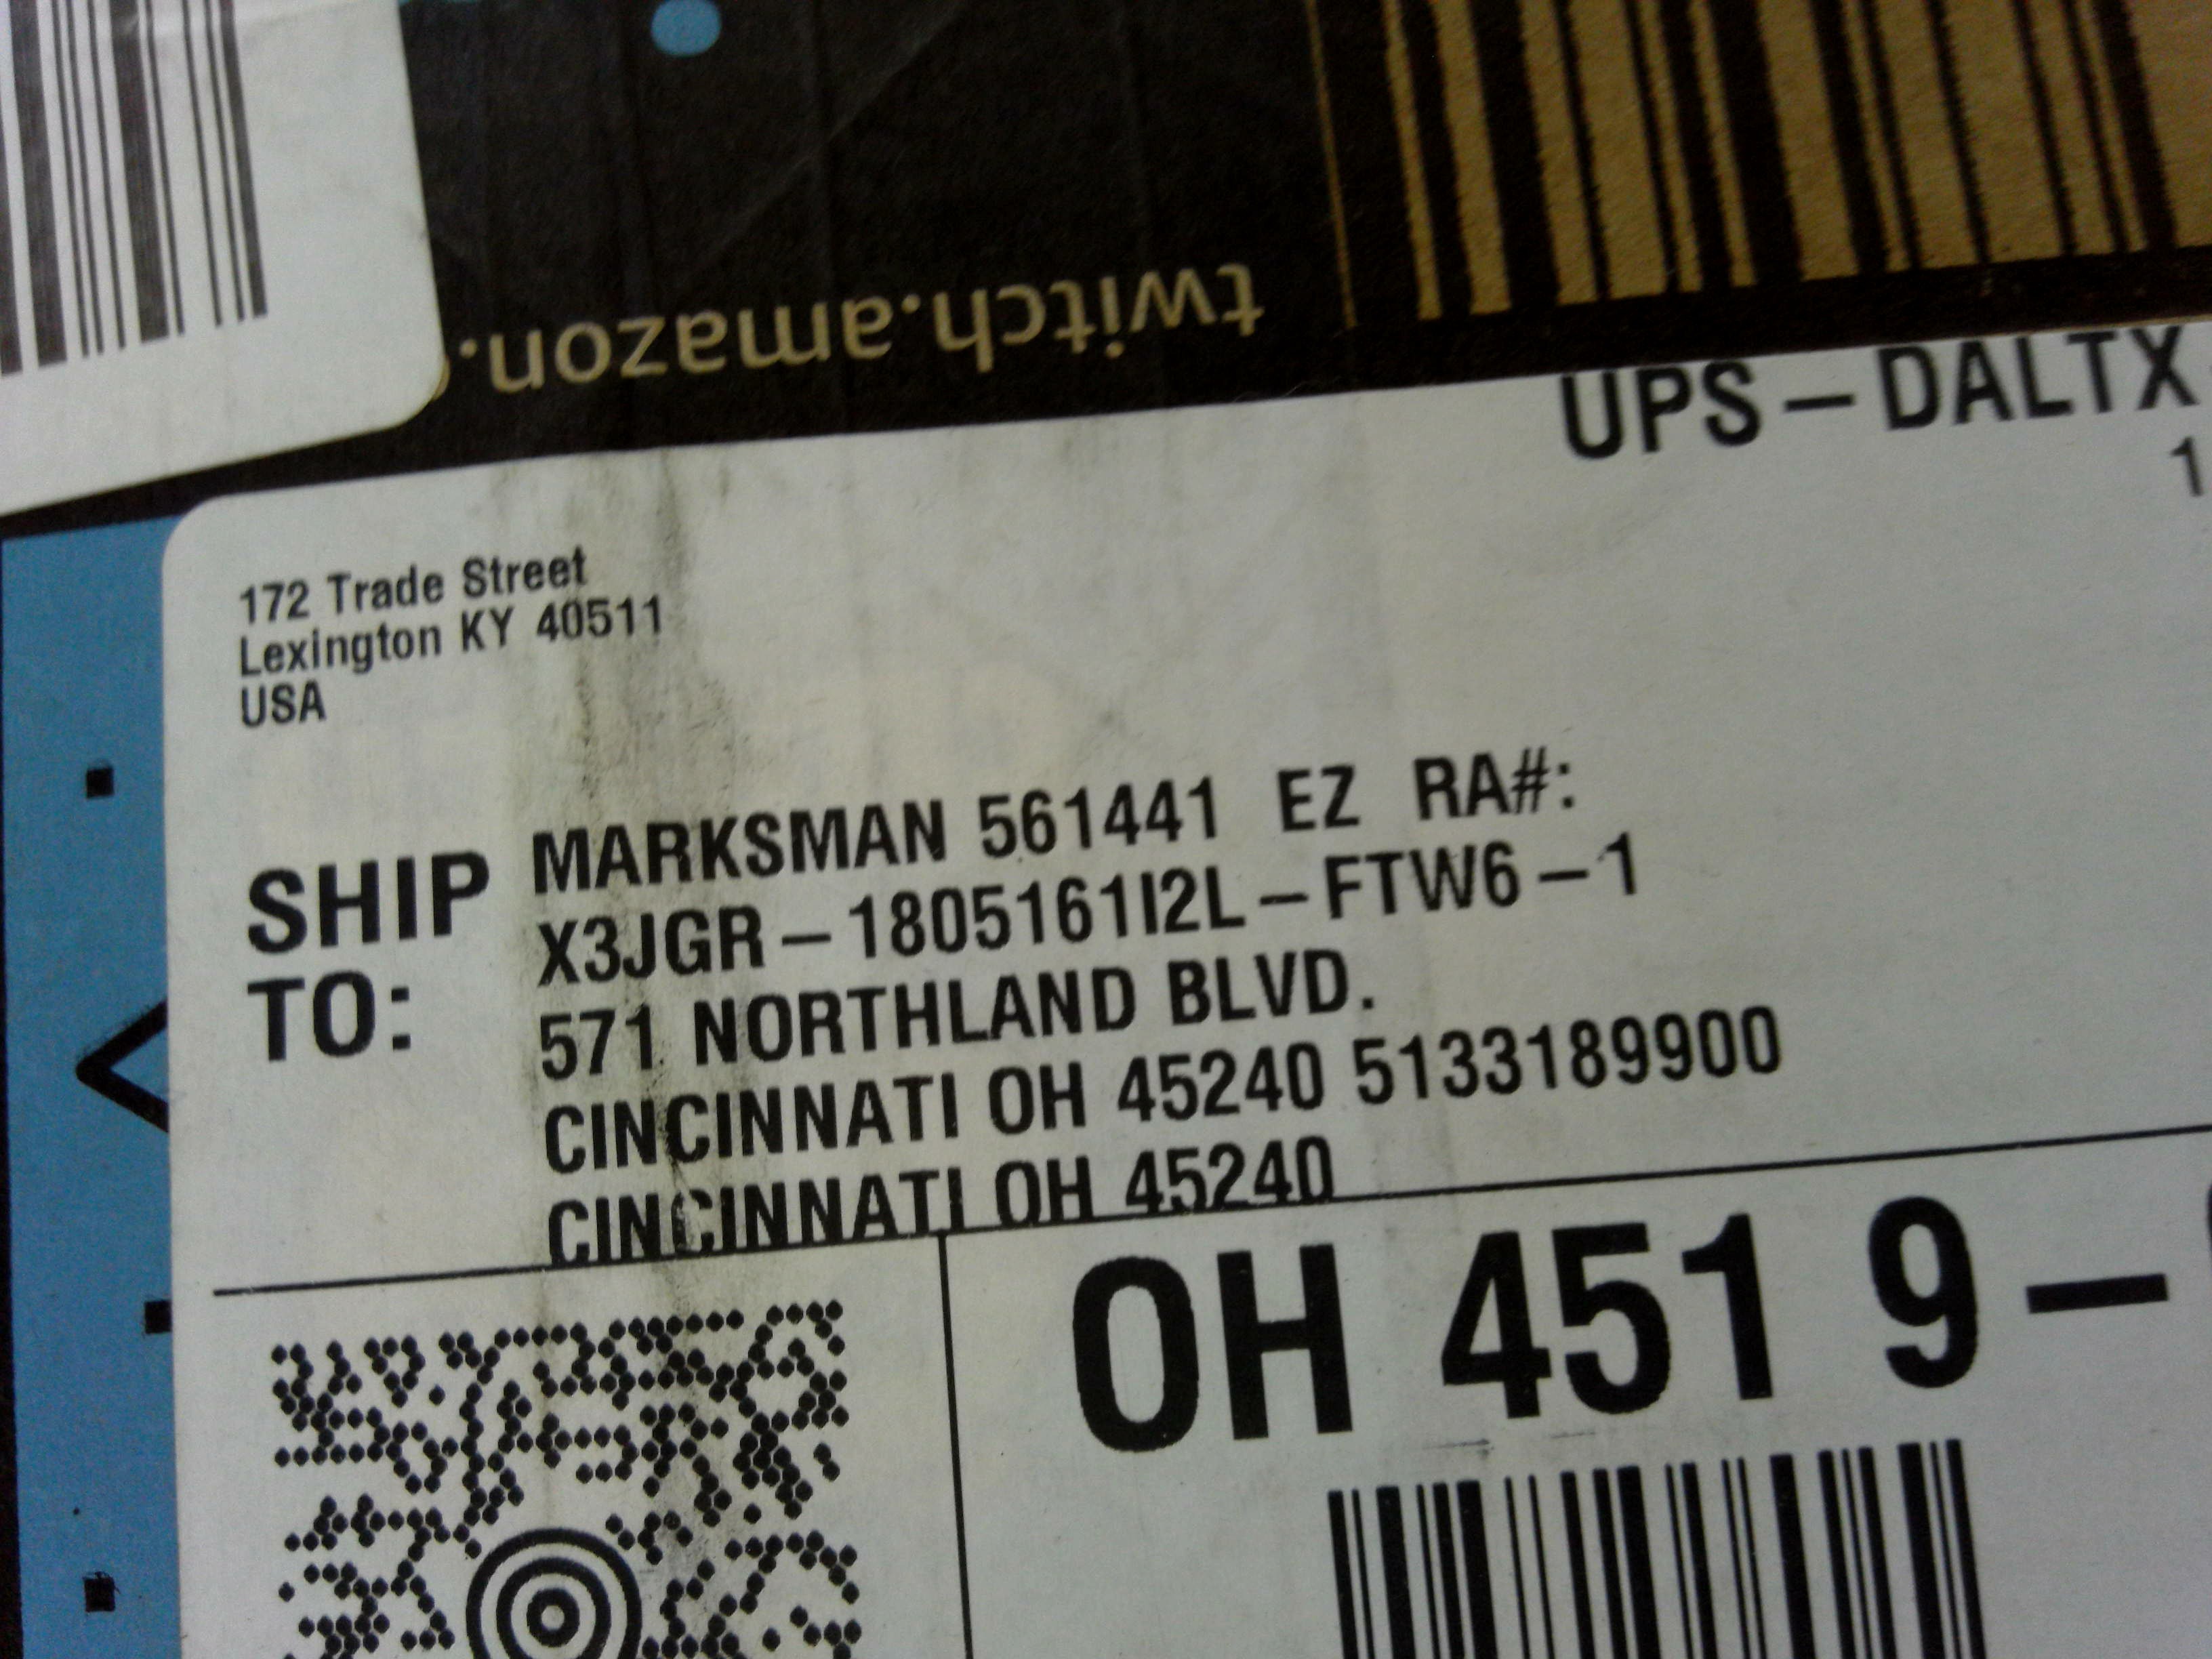 twitch.amazon.
UPS – DALTX
1
172 Trade Street
Lexington KY 40511
USA
SHIP TO:
MARKSMAN 561441 EZ RA#:
X3JGR – 1805161I2L – FTW6 – 1
571 NORTHLAND BLVD.
CINCINNATI OH 45240 5133189900
CINCINNATI OH 45240
OH 451 9 –